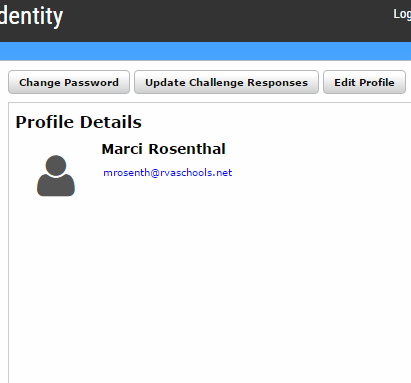 dentity
Log
Change Password Update Challenge Responses Edit Profile
Profile Details
Marci Rosenthal
mrosenth@rvaschools.net